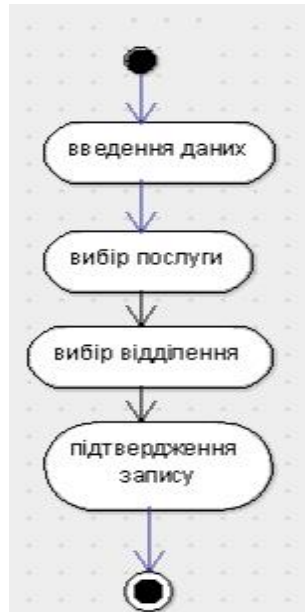 введення даних
вибір послуги
вибір відділення
підтвердження
запису